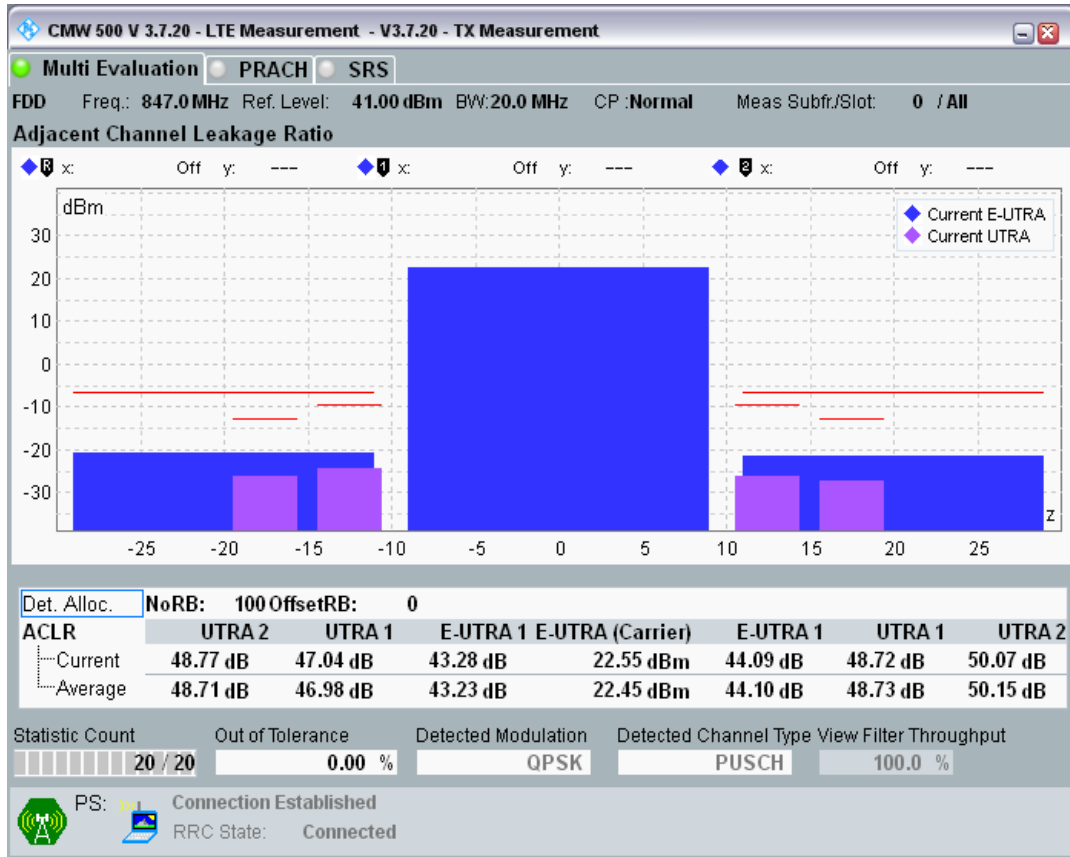 CMW 500 V 3.7.20 - LTE Measurement - V3.7.20 - TX Measurement
Multi Evaluation PRACH SRS
FDD Freq.: 847.0 MHz Ref. Level: 41.00 dBm BW: 20.0 MHz CP :Normal Meas Subfr./Slot: 0 / All
Adjacent Channel Leakage Ratio
R x: Off y: --- 1 x: Off y: --- 2 x: Off y: ---
dBm
Current E-UTRA
Current UTRA
30
20
10
0
-10
-20
-30
z
-25 -20 -15 -10 -5 0 5 10 15 20 25
Det. Alloc. NoRB: 100 OffsetRB: 0
ACLR UTRA 2 UTRA 1 E-UTRA 1 E-UTRA (Carrier) E-UTRA 1 UTRA 1 UTRA 2
Current 48.77 dB 47.04 dB 43.28 dB 22.55 dBm 44.09 dB 48.72 dB 50.07 dB
Average 48.71 dB 46.98 dB 43.23 dB 22.45 dBm 44.10 dB 48.73 dB 50.15 dB
Statistic Count Out of Tolerance Detected Modulation Detected Channel Type View Filter Throughput
20 / 20 0.00 % QPSK PUSCH 100.0 %
PS: Connection Established
RRC State: Connected